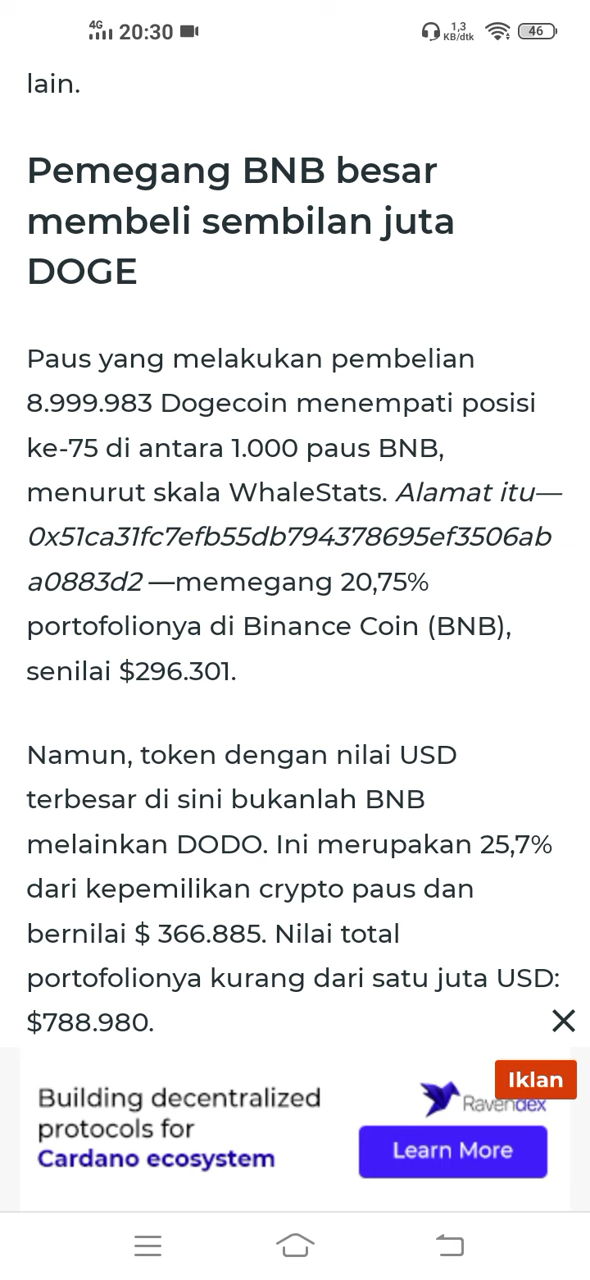 4G 20:30 1,3 KB/dtk 46
lain.
Pemegang BNB besar
membeli sembilan juta
DOGE
Paus yang melakukan pembelian
8.999.983 Dogecoin menempati posisi
ke-75 di antara 1.000 paus BNB,
menurut skala WhaleStats. Alamat itu—
0x51ca31fc7efb55db794378695ef3506ab
a0883d2 —memegang 20,75%
portofolionya di Binance Coin (BNB),
senilai $296.301.
Namun, token dengan nilai USD
terbesar di sini bukanlah BNB
melainkan DODO. Ini merupakan 25,7%
dari kepemilikan crypto paus dan
bernilai $ 366.885. Nilai total
portofolionya kurang dari satu juta USD:
$788.980.
Iklan
Building decentralized
protocols for
Cardano ecosystem
Ravendex
Learn More